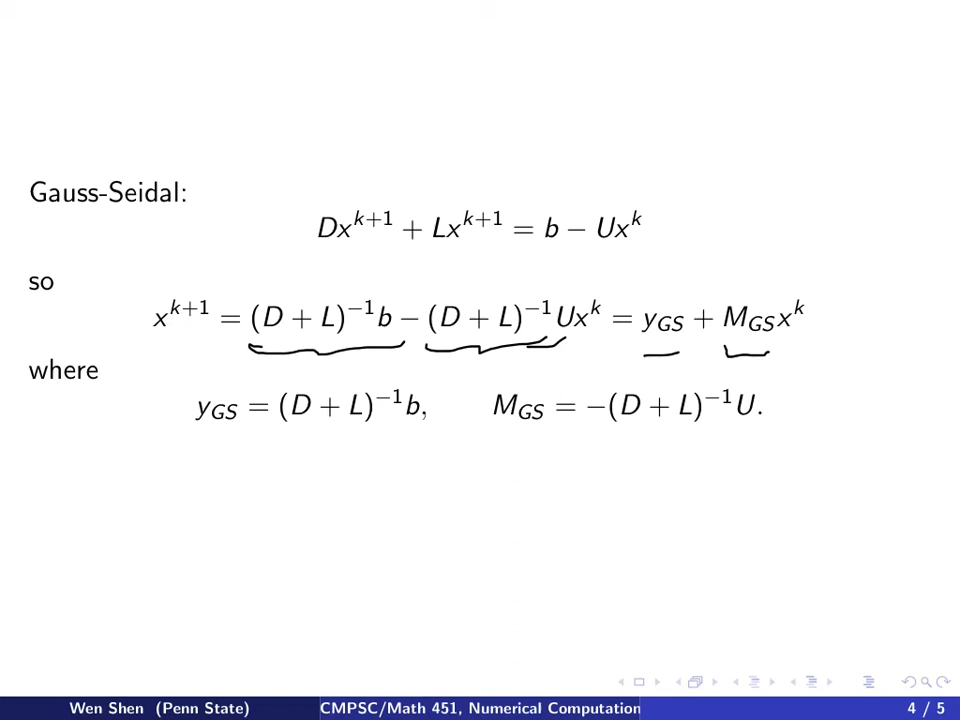 Gauss-Seidal:
Dx^{k+1} + Lx^{k+1} = b − Ux^k
so
x^{k+1} = (D + L)^{−1}b − (D + L)^{−1}Ux^k = y_{GS} + M_{GS}x^k
where
y_{GS} = (D + L)^{−1}b, M_{GS} = −(D + L)^{−1}U.
Wen Shen (Penn State) CMPSC/Math 451, Numerical Computation 4 / 5